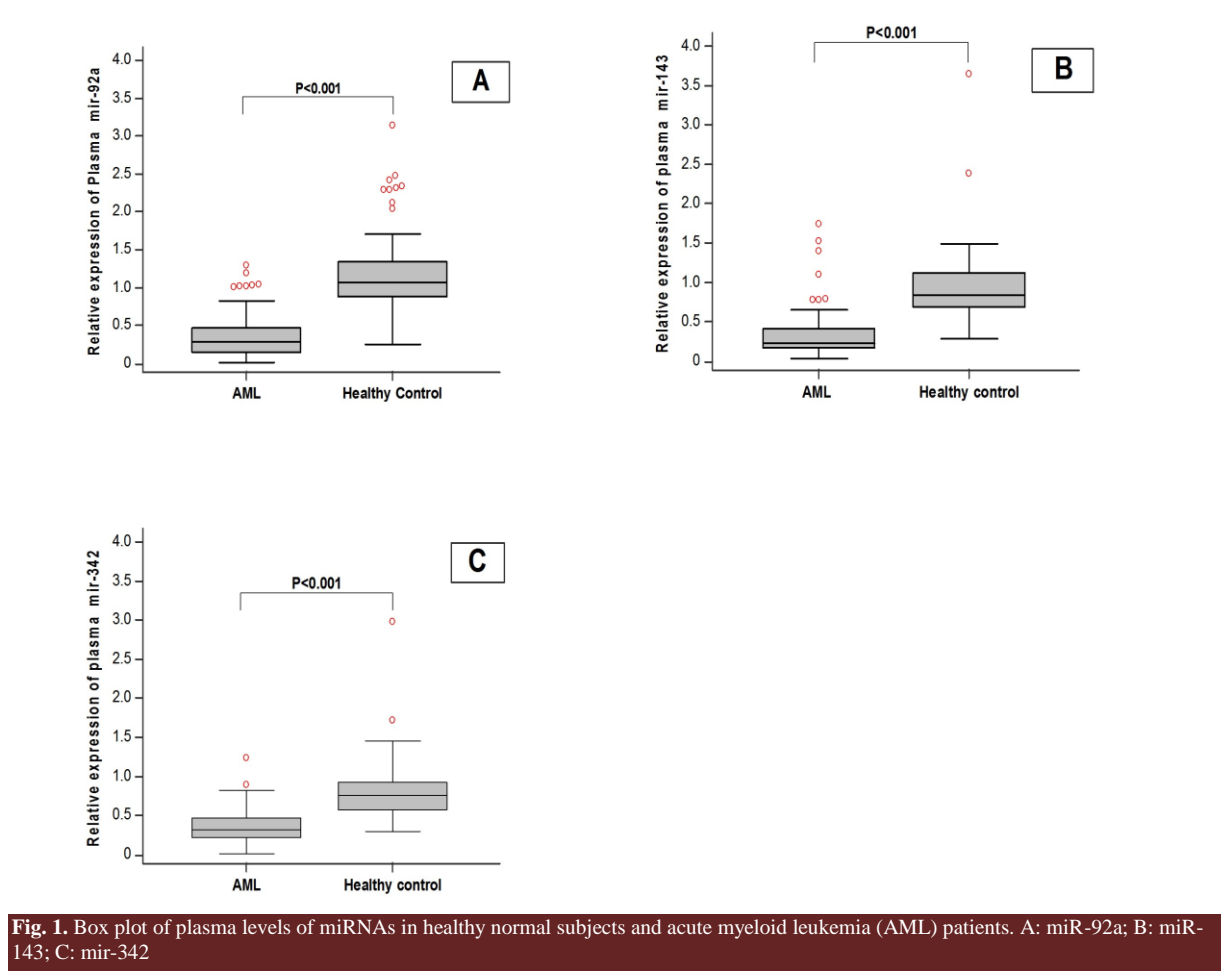 P<0.001
A
Relative expression of Plasma mir-92a
4.0
3.5
3.0
2.5
2.0
1.5
1.0
0.5
0
AML
Healthy Control
P<0.001
B
Relative expression of plasma mir-143
4.0
3.5
3.0
2.5
2.0
1.5
1.0
0.5
0
AML
Healthy control
P<0.001
C
Relative expression of plasma mir-342
4.0
3.5
3.0
2.5
2.0
1.5
1.0
0.5
0
AML
Healthy control
Fig. 1. Box plot of plasma levels of miRNAs in healthy normal subjects and acute myeloid leukemia (AML) patients. A: miR-92a; B: miR-
143; C: mir-342